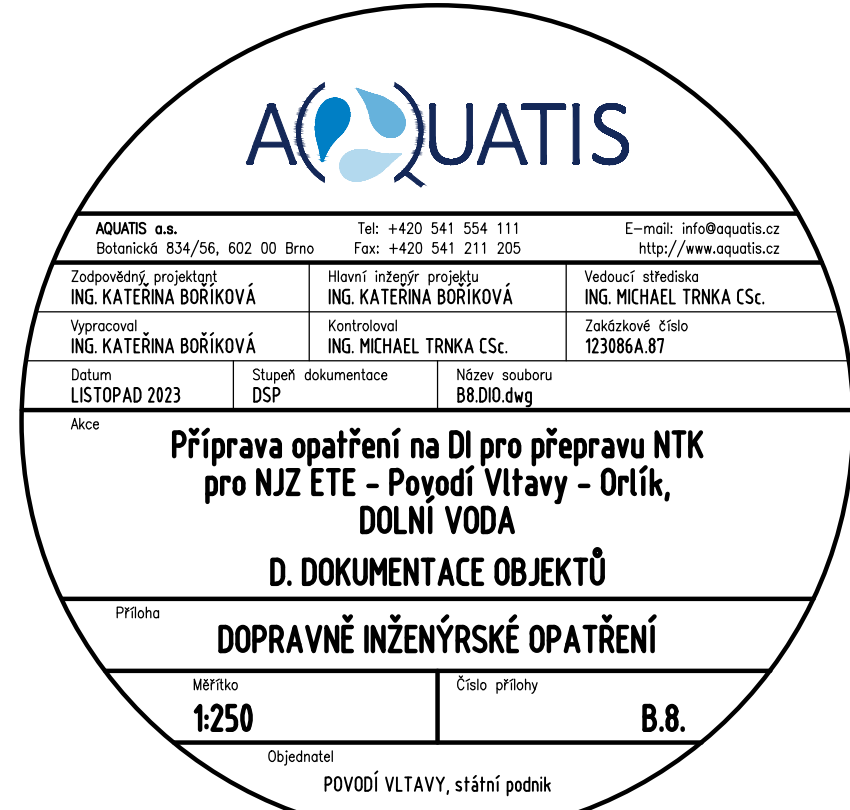 AQUATIS
AQUATIS a.s. Tel: +420 541 554 111 E-mail: info@aquatis.cz
Botanická 834/56, 602 00 Brno Fax: +420 541 211 205 http://www.aquatis.cz
Zodpovědný projektant Hlavní inženýr projektu Vedoucí střediska
ING. KATEŘINA BOŘÍKOVÁ ING. KATEŘINA BOŘÍKOVÁ ING. MICHAEL TRNKA CSc.
Vypracoval Kontroloval Zakázkové číslo
ING. KATEŘINA BOŘÍKOVÁ ING. MICHAEL TRNKA CSc. 123086A.87
Datum Stupeň dokumentace Název souboru
LISTOPAD 2023 DSP B8.DIO.dwg
Akce
Příprava opatření na DI pro přepravu NTK
pro NJZ ETE - Povodí Vltavy - Orlík,
DOLNÍ VODA
D. DOKUMENTACE OBJEKTŮ
Příloha
DOPRAVNĚ INŽENÝRSKÉ OPATŘENÍ
Měřítko Číslo přílohy
1:250 B.8.
Objednatel
POVODÍ VLTAVY, státní podnik